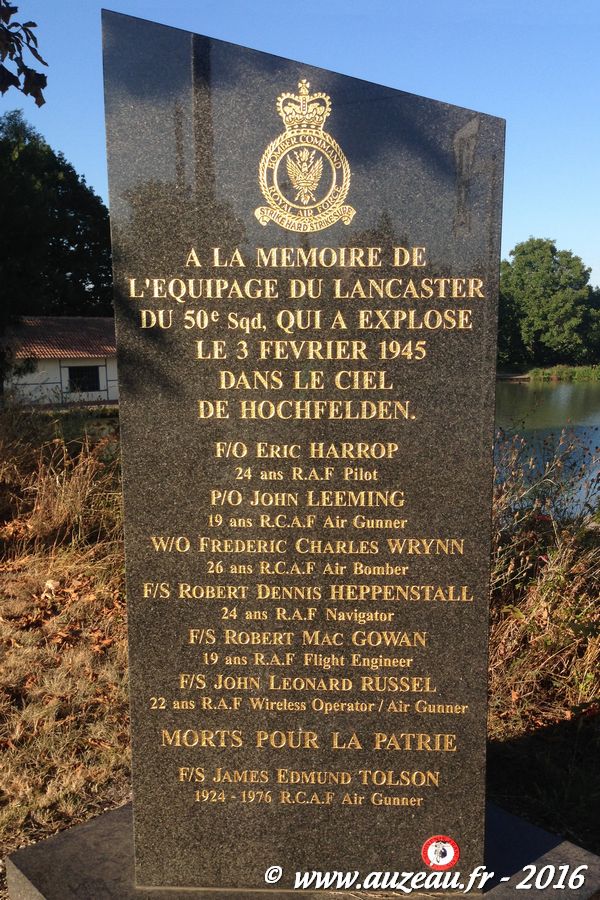 BOMBER COMMAND
ROYAL AIR FORCE
STRIKE HARD STRIKE SURE
A LA MEMOIRE DE
L'EQUIPAGE DU LANCASTER
DU 50e Sqd, QUI A EXPLOSE
LE 3 FEVRIER 1945
DANS LE CIEL
DE HOCHFELDEN.
F/O ERIC HARROP
24 ans R.A.F Pilot
P/O JOHN LEEMING
19 ans R.C.A.F Air Gunner
W/O FREDERIC CHARLES WRYNN
26 ans R.C.A.F Air Bomber
F/S ROBERT DENNIS HEPPENSTALL
24 ans R.A.F Navigator
F/S ROBERT MAC GOWAN
19 ans R.A.F Flight Engineer
F/S JOHN LEONARD RUSSEL
22 ans R.A.F Wireless Operator / Air Gunner
MORTS POUR LA PATRIE
F/S JAMES EDMUND TOLSON
1924 - 1976 R.C.A.F Air Gunner
© www.auzeau.fr - 2016